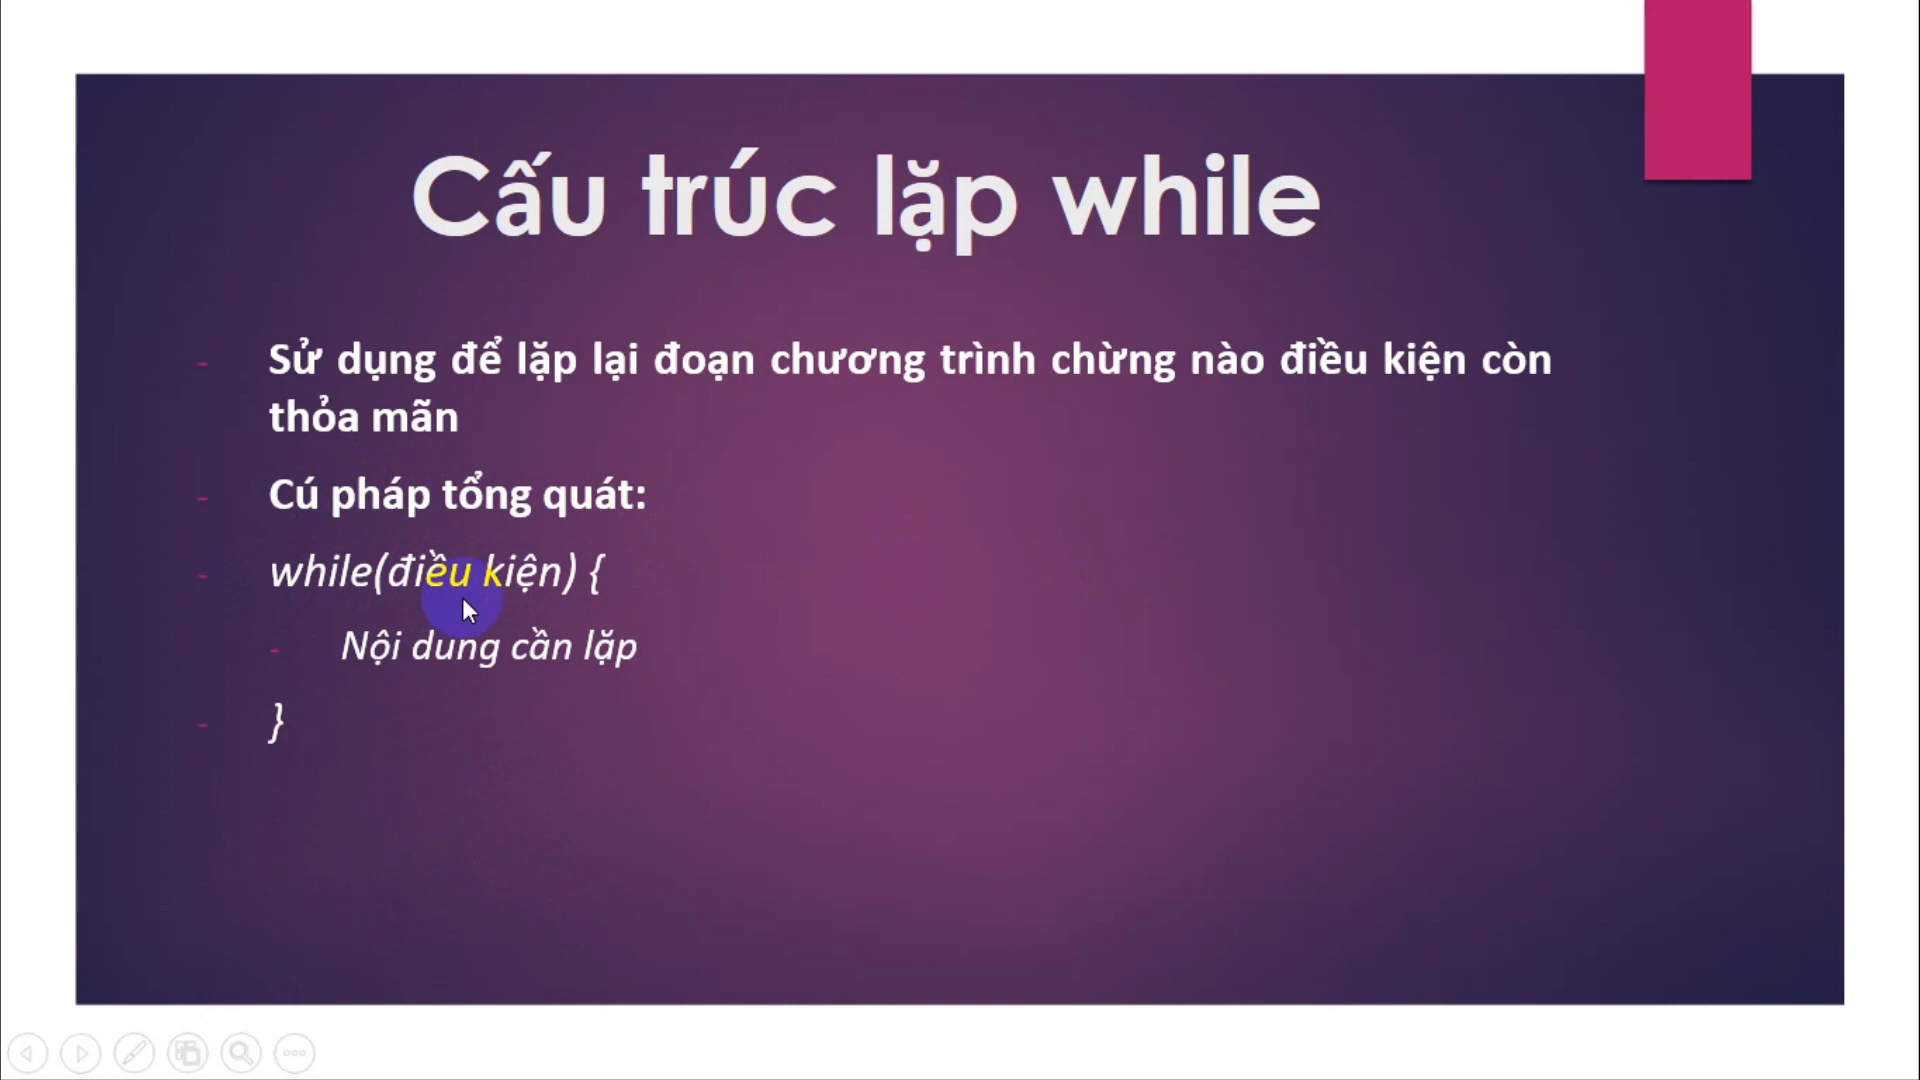 Cấu trúc lặp while
- Sử dụng để lặp lại đoạn chương trình chừng nào điều kiện còn
thỏa mãn
- Cú pháp tổng quát:
- while(điều kiện) {
- Nội dung cần lặp
- }